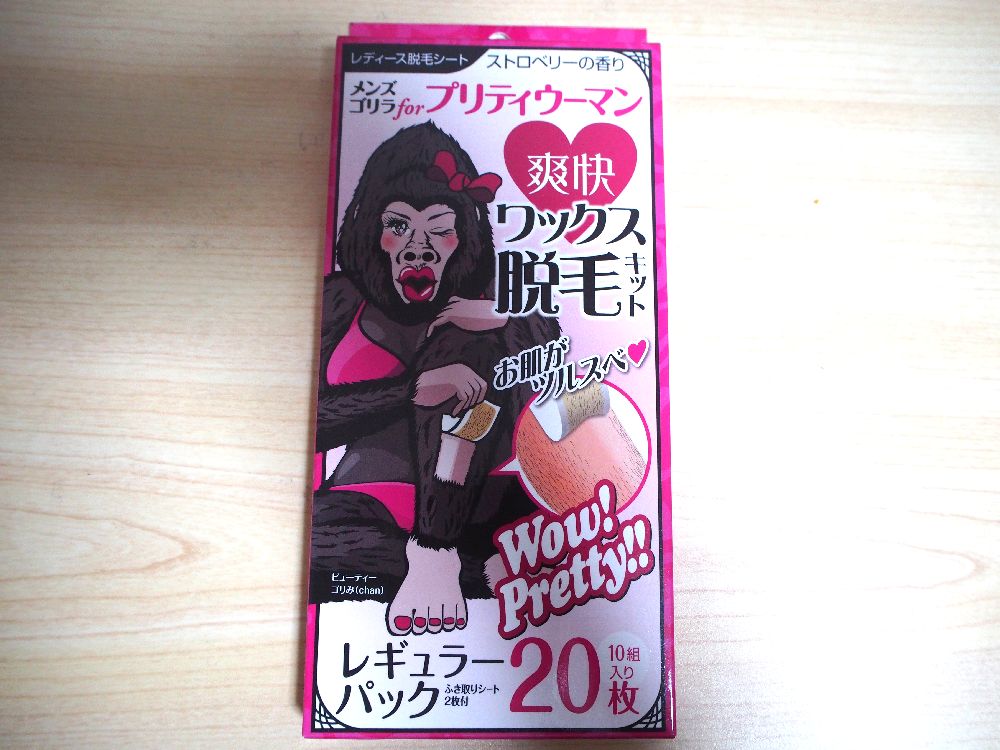 レディース脱毛シート
ストロベリーの香り
メンズ
ゴリラ for プリティウーマン
爽快
ワックス
脱毛キット
お肌が
ツルスベ♥
Wow!
Pretty!!
ビューティー
ゴリみ(chan)
レギュラー
パック
ふき取りシート
2枚付
20枚
10組
入り